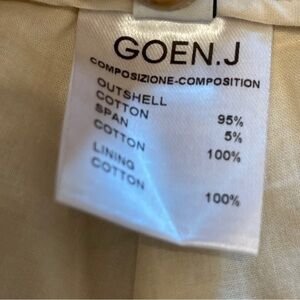 GOEN.J
COMPOSIZIONE-COMPOSITION
OUTSHELL
COTTON 95%
SPAN 5%
COTTON 100%
LINING
COTTON 100%